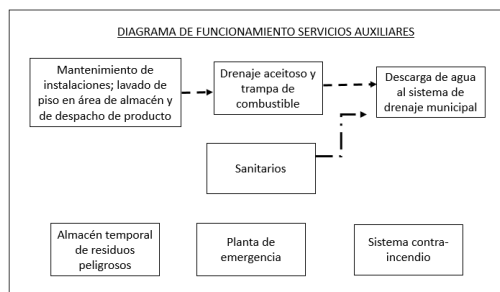 DIAGRAMA DE FUNCIONAMIENTO SERVICIOS AUXILIARES
Mantenimiento de
instalaciones; lavado de
piso en área de almacén y
de despacho de producto
Drenaje aceitoso y
trampa de
combustible
Descarga de agua
al sistema de
drenaje municipal
Sanitarios
Almacén temporal
de residuos
peligrosos
Planta de
emergencia
Sistema contra-
incendio